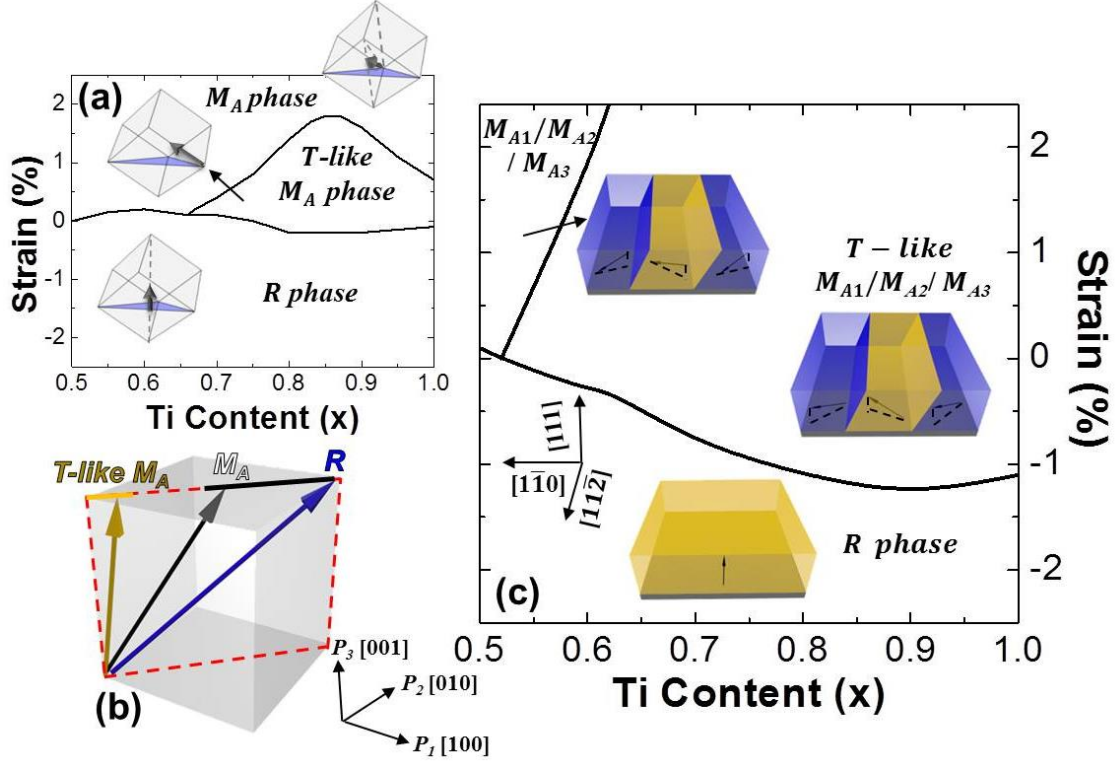 (a)
M_A phase
T-like
M_A phase
R phase
Strain (%)
2
1
0
-1
-2
0.5 0.6 0.7 0.8 0.9 1.0
Ti Content (x)
T-like M_A
M_A
R
(b)
P_3 [001]
P_2 [010]
P_1 [100]
M_A1/M_A2
/ M_A3
T - like
M_A1/M_A2/ M_A3
[111]
[11̄0]
[112̄]
R phase
(c)
2
1
0
-1
-2
Strain (%)
0.5 0.6 0.7 0.8 0.9 1.0
Ti Content (x)